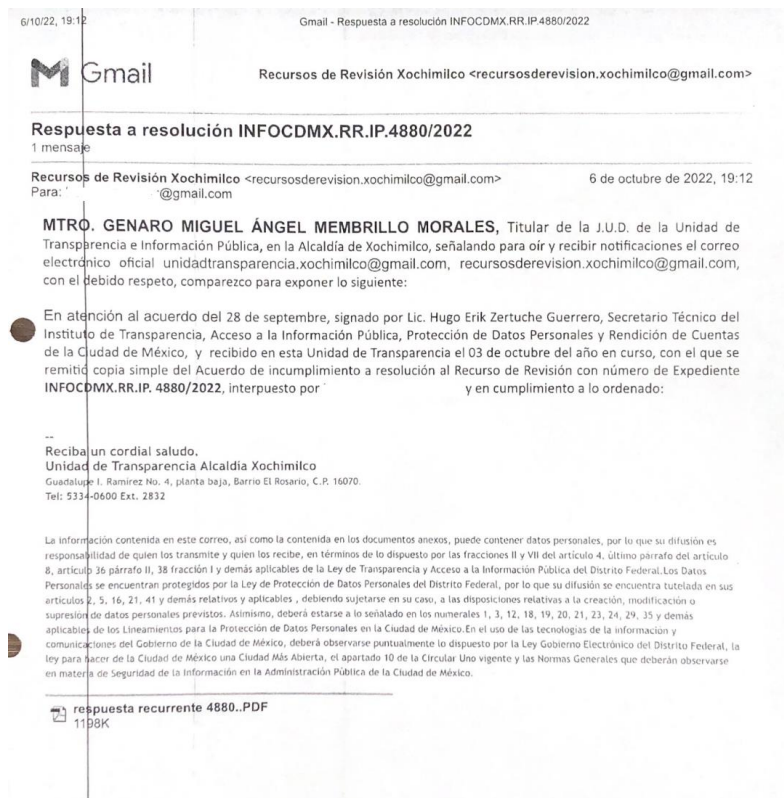 6/10/22, 19:12
Gmail - Respuesta a resolución INFOCDMX.RR.IP.4880/2022
Gmail
Recursos de Revisión Xochimilco <recursosderevision.xochimilco@gmail.com>
Respuesta a resolución INFOCDMX.RR.IP.4880/2022
1 mensaje
Recursos de Revisión Xochimilco <recursosderevision.xochimilco@gmail.com>
6 de octubre de 2022, 19:12
Para: @gmail.com
MTRO. GENARO MIGUEL ÁNGEL MEMBRILLO MORALES, Titular de la J.U.D. de la Unidad de
Transparencia e Información Pública, en la Alcaldía de Xochimilco, señalando para oír y recibir notificaciones el correo
electrónico oficial unidadtransparencia.xochimilco@gmail.com, recursosderevision.xochimilco@gmail.com,
con el debido respeto, comparezco para exponer lo siguiente:
En atención al acuerdo del 28 de septiembre, signado por Lic. Hugo Erik Zertuche Guerrero, Secretario Técnico del
Instituto de Transparencia, Acceso a la Información Pública, Protección de Datos Personales y Rendición de Cuentas
de la Ciudad de México, y recibido en esta Unidad de Transparencia el 03 de octubre del año en curso, con el que se
remitió copia simple del Acuerdo de incumplimiento a resolución al Recurso de Revisión con número de Expediente
INFOCDMX.RR.IP. 4880/2022, interpuesto por y en cumplimiento a lo ordenado:
--
Reciba un cordial saludo.
Unidad de Transparencia Alcaldía Xochimilco
Guadalupe I. Ramírez No. 4, planta baja, Barrio El Rosario, C.P. 16070.
Tel: 5334-0600 Ext. 2832
La información contenida en este correo, así como la contenida en los documentos anexos, puede contener datos personales, por lo que su difusión es
responsabilidad de quien los transmite y quien los recibe, en términos de lo dispuesto por las fracciones II y VII del artículo 4, último párrafo del artículo
8, artículo 36 párrafo II, 38 fracción I y demás aplicables de la Ley de Transparencia y Acceso a la Información Pública del Distrito Federal.Los Datos
Personales se encuentran protegidos por la Ley de Protección de Datos Personales del Distrito Federal, por lo que su difusión se encuentra tutelada en sus
artículos 2, 5, 16, 21, 41 y demás relativos y aplicables , debiendo sujetarse en su caso, a las disposiciones relativas a la creación, modificación o
supresión de datos personales previstos. Asimismo, deberá estarse a lo señalado en los numerales 1, 3, 12, 18, 19, 20, 21, 23, 24, 29, 35 y demás
aplicables de los Lineamientos para la Protección de Datos Personales en la Ciudad de México.En el uso de las tecnologías de la información y
comunicaciones del Gobierno de la Ciudad de México, deberá observarse puntualmente lo dispuesto por la Ley Gobierno Electrónico del Distrito Federal, la
ley para hacer de la Ciudad de México una Ciudad Más Abierta, el apartado 10 de la Circular Uno vigente y las Normas Generales que deberán observarse
en materia de Seguridad de la Información en la Administración Pública de la Ciudad de México.
respuesta recurrente 4880..PDF
1198K